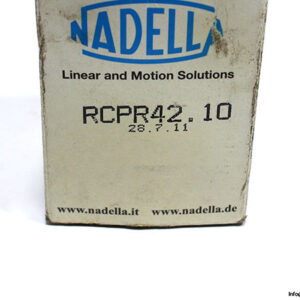 NADELLA
Linear and Motion Solutions
RCPR42.10
28.7.11
www.nadella.it www.nadella.de